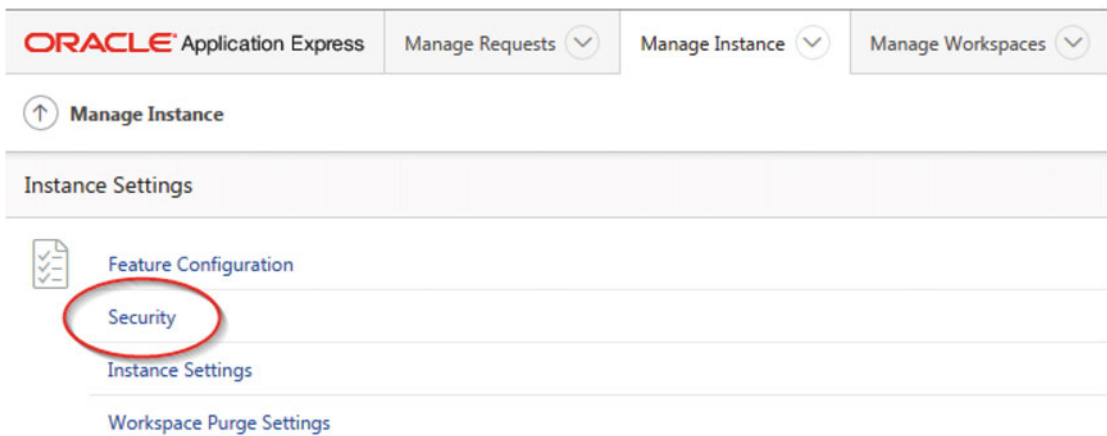 ORACLE Application Express Manage Requests Manage Instance Manage Workspaces
Manage Instance
Instance Settings
Feature Configuration
Security
Instance Settings
Workspace Purge Settings